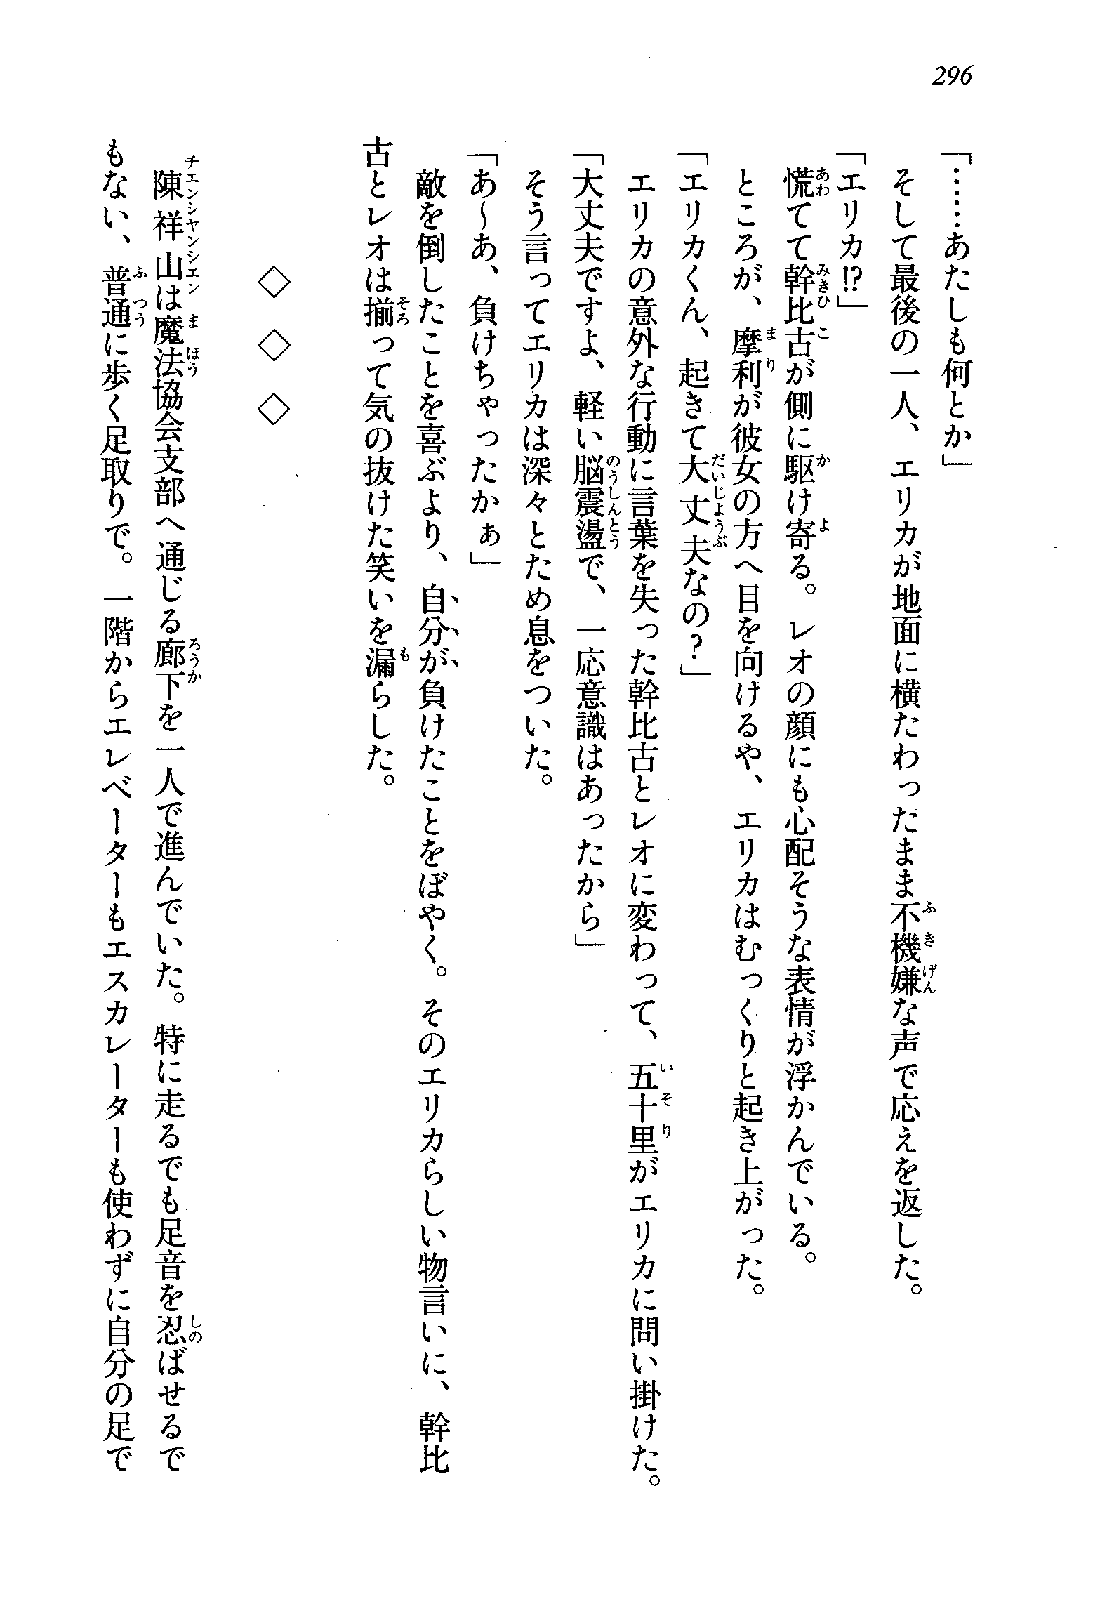 296
「……あたしも何とか」
そして最後の一人、エリカが地面に横たわったまま不機嫌な声で応えを返した。
「エリカ!?」
慌てて幹比古が側に駆け寄る。レオの顔にも心配そうな表情が浮かんでいる。
ところが、摩利が彼女の方へ目を向けるや、エリカはむっくりと起き上がった。
「エリカくん、起きて大丈夫なの？」
エリカの意外な行動に言葉を失った幹比古とレオに変わって、五十里がエリカに問い掛けた。
「大丈夫ですよ、軽い脳震盪で、一応意識はあったから」
そう言ってエリカは深々とため息をついた。
「あ〜あ、負けちゃったかぁ」
敵を倒したことを喜ぶより、自分が負けたことをぼやく。そのエリカらしい物言いに、幹比
古とレオは揃って気の抜けた笑いを漏らした。
◇　◇　◇
陳祥山は魔法協会支部へ通じる廊下を一人で進んでいた。特に走るでも足音を忍ばせるで
もない、普通に歩く足取りで。一階からエレベーターもエスカレーターも使わずに自分の足で